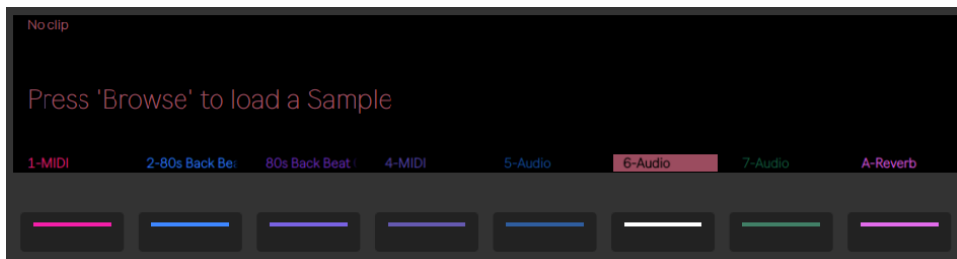 No clip
Press 'Browse' to load a Sample
1-MIDI 2-80s Back Be 80s Back Beat 4-MIDI 5-Audio 6-Audio 7-Audio A-Reverb